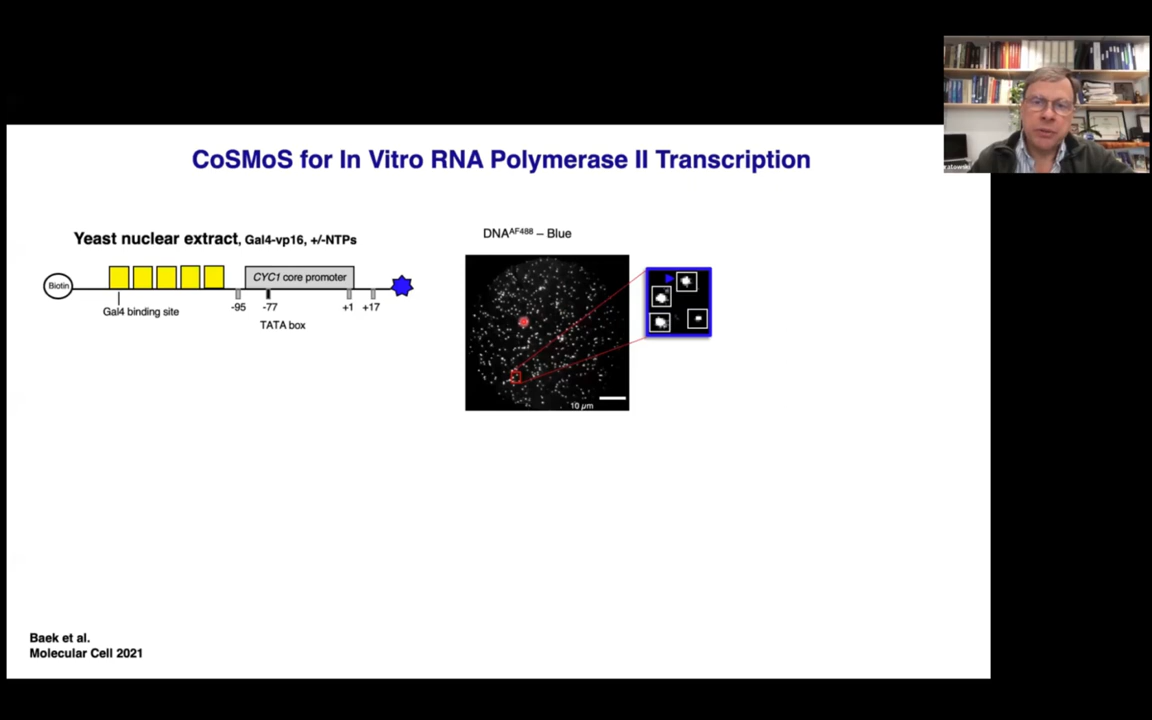 CoSMoS for In Vitro RNA Polymerase II Transcription
Yeast nuclear extract, Gal4-vp16, +/-NTPs
Biotin
CYC1 core promoter
Gal4 binding site
-95
-77
+1
+17
TATA box
DNAAF488 – Blue
10 µm
Baek et al.
Molecular Cell 2021